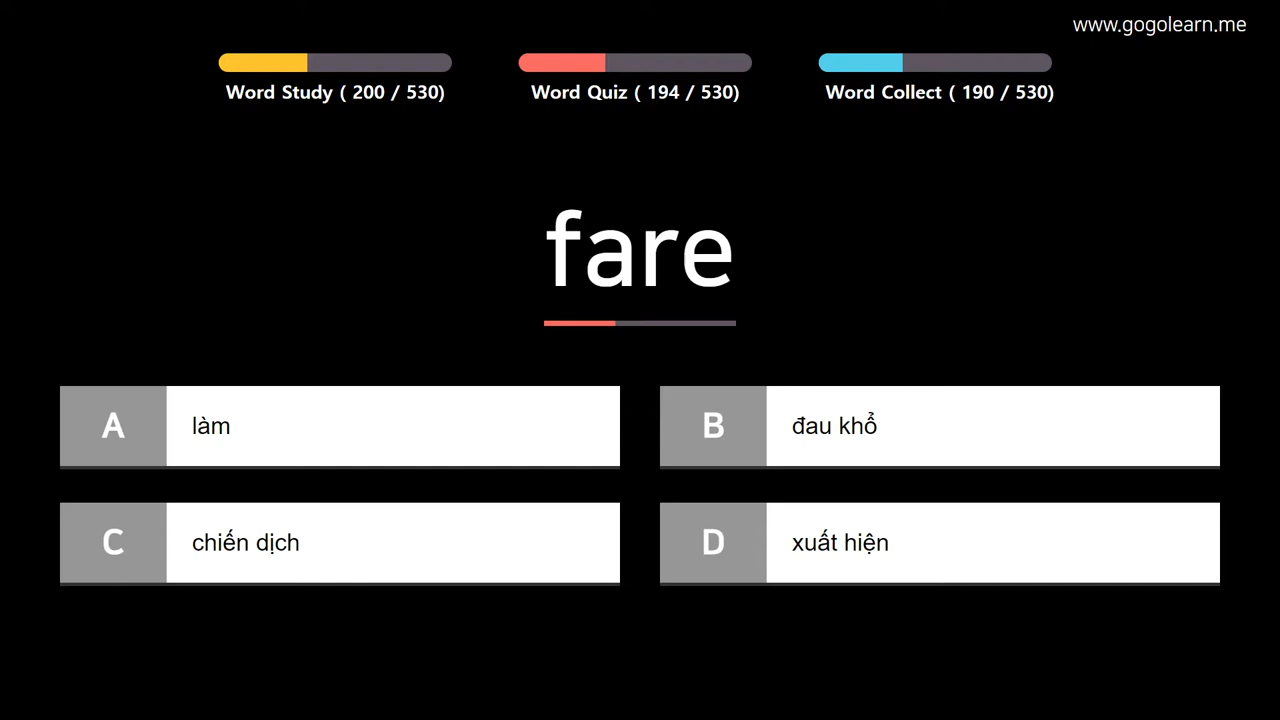 www.gogolearn.me
Word Study ( 200 / 530)
Word Quiz ( 194 / 530)
Word Collect ( 190 / 530)
fare
A làm
B đau khổ
C chiến dịch
D xuất hiện